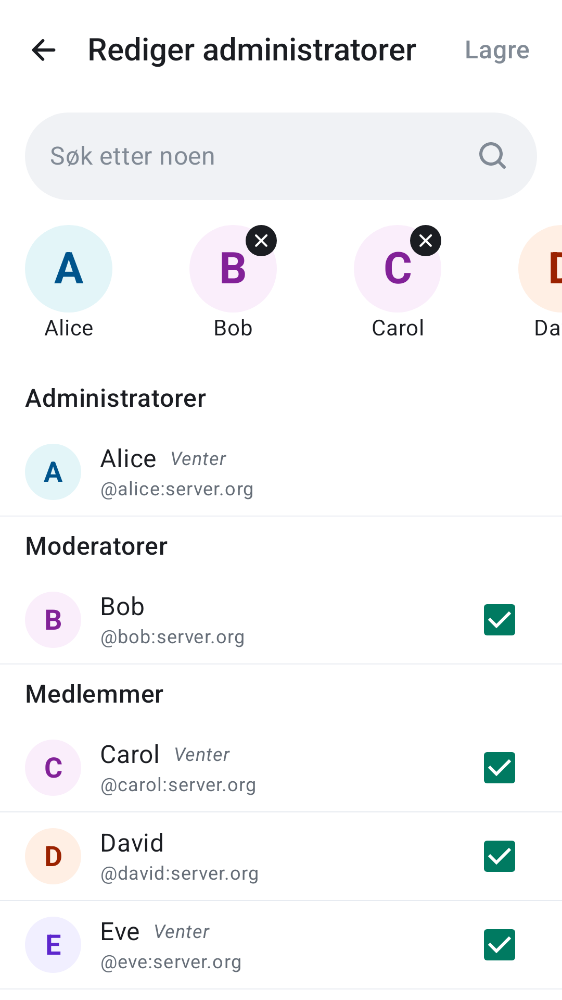 Rediger administratorer
Lagre
Søk etter noen
A
B
C
Alice
Bob
Carol
Administratorer
A
Alice Venter
@alice:server.org
Moderatorer
B
Bob
@bob:server.org
Medlemmer
C
Carol Venter
@carol:server.org
D
David
@david:server.org
E
Eve Venter
@eve:server.org